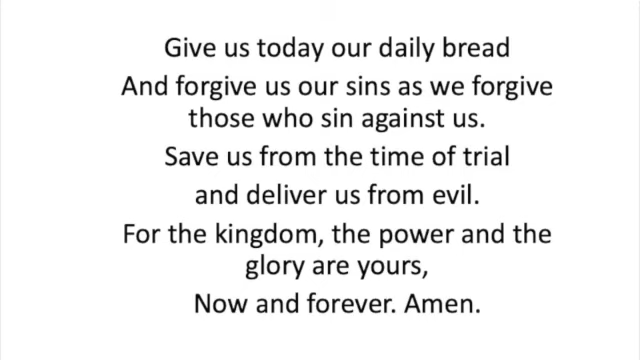 Give us today our daily bread
And forgive us our sins as we forgive
those who sin against us.
Save us from the time of trial
and deliver us from evil.
For the kingdom, the power and the
glory are yours,
Now and forever. Amen.